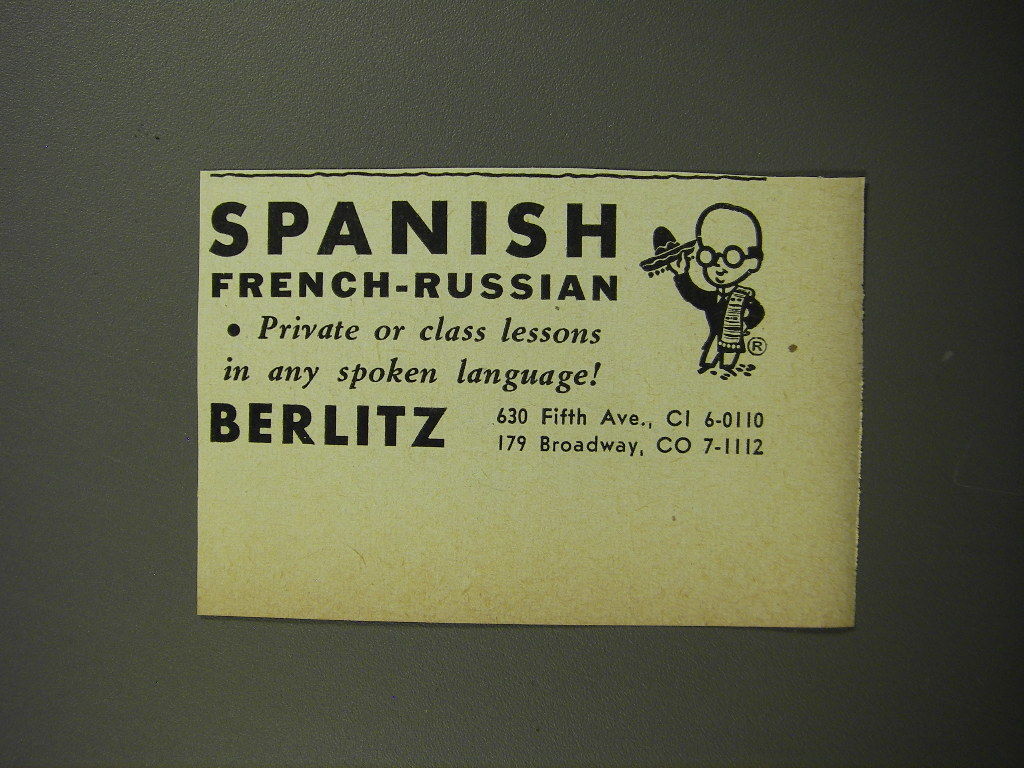 SPANISH
FRENCH-RUSSIAN
• Private or class lessons
in any spoken language!
BERLITZ
630 Fifth Ave., CI 6-0110
179 Broadway, CO 7-1112
®